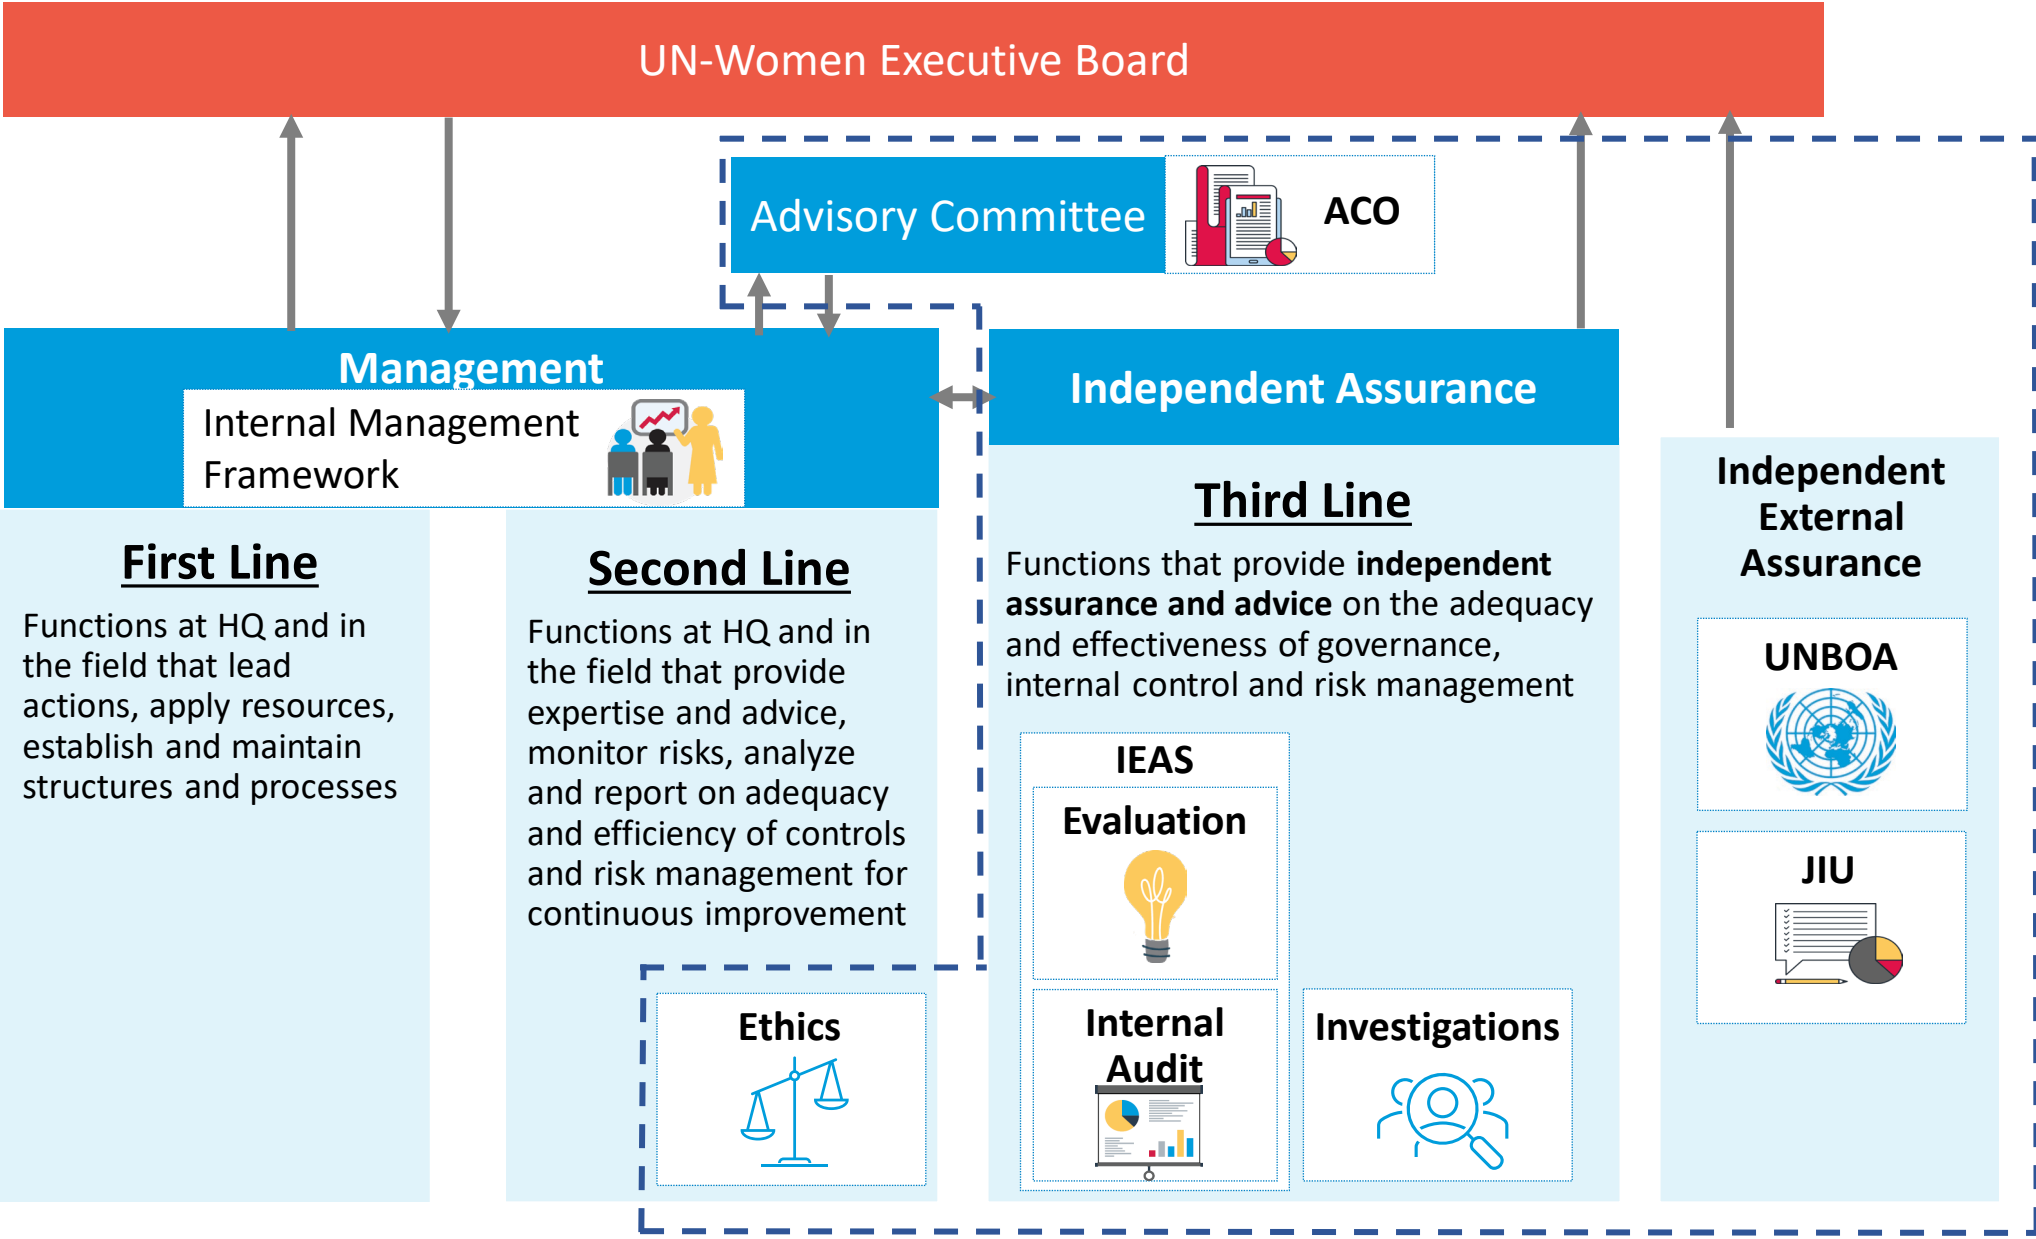 UN-Women Executive Board
Advisory Committee
ACO
Management
Internal Management
Framework
First Line
Functions at HQ and in
the field that lead
actions, apply resources,
establish and maintain
structures and processes
Second Line
Functions at HQ and in
the field that provide
expertise and advice,
monitor risks, analyze
and report on adequacy
and efficiency of controls
and risk management for
continuous improvement
Ethics
Independent Assurance
Third Line
Functions that provide independent
assurance and advice on the adequacy
and effectiveness of governance,
internal control and risk management
IEAS
Evaluation
Internal
Audit
Investigations
Independent
External
Assurance
UNBOA
JIU